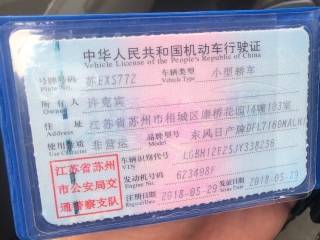 中华人民共和国机动车行驶证
Vehicle License of the People's Republic of China
号牌号码 苏EXS772 车辆类型 小型轿车
Plate No. Vehicle Type
所有人 许克宾
Owner
住址 江苏省苏州市相城区康桥花园14幢103室
Address
使用性质 非营运 品牌型号 东风日产牌DFL7160MALN1
Use Character Model
江苏省苏州
市公安局交
通警察支队
车辆识别代号 LGBH12E25JY338236
VIN
发动机号码 623498F
Engine No.
注册日期 2018-05-29 发证日期 2018-05-29
Register Date Issue Date